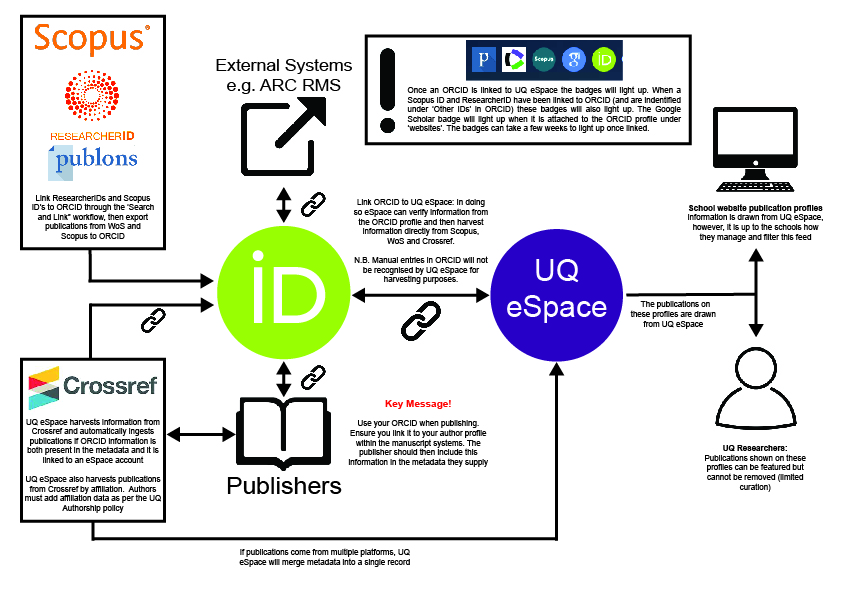 Scopus®
RESEARCHERID
publons
Link ResearcherIDs and Scopus
ID's to ORCID through the 'Search
and Link" workflow, then export
publications from WoS and
Scopus to ORCID
External Systems
e.g. ARC RMS
!
P
Scopus
g
iD
Once an ORCID is linked to UQ eSpace the badges will light up. When a
Scopus ID and ResearcherID have been linked to ORCID (and are indentified
under 'Other IDs' in ORCID) these badges will also light up. The Google
Scholar badge will light up when it is attached to the ORCID profile under
'websites'. The badges can take a few weeks to light up once linked.
Link ORCID to UQ eSpace: in doing
so eSpace can verify information from
the ORCID profile and then harvest
information directly from Scopus,
WoS and Crossref.
N.B. Manual entries in ORCID will not
be recognised by UQ eSpace for
harvesting purposes.
iD
UQ
eSpace
School website publication profiles
Information is drawn from UQ eSpace,
however, it is up to the schools how
they manage and filter this feed
The publications on
these profiles are drawn
from UQ eSpace
UQ Researchers:
Publications shown on these
profiles can be featured but
cannot be removed (limited
curation)
Crossref
UQ eSpace harvests information from
Crossref and automatically ingests
publications if ORCID information is
both present in the metadata and it is
linked to an eSpace account
UQ eSpace also harvests publications
from Crossref by affiliation. Authors
must add affiliation data as per the UQ
Authorship policy
Publishers
Key Message!
Use your ORCID when publishing.
Ensure you link it to your author profile
within the manuscript systems. The
publisher should then include this
information in the metadata they supply
If publications come from multiple platforms, UQ
eSpace will merge metadata into a single record